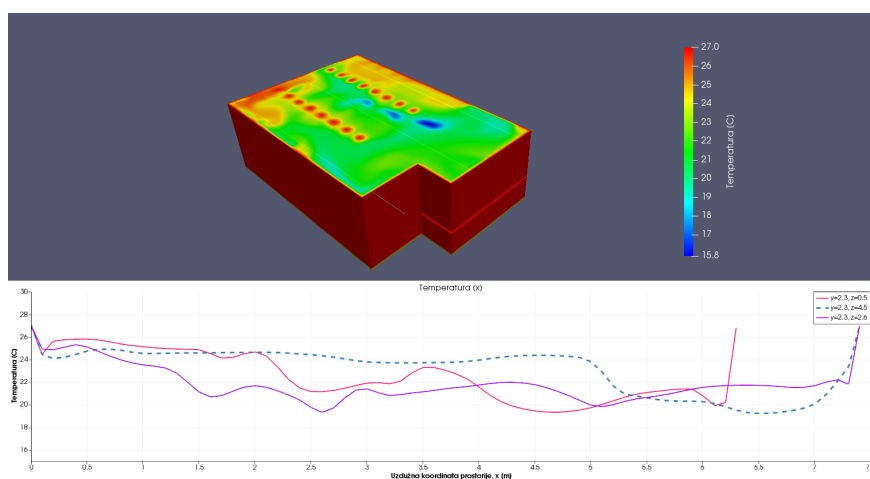 27.0
26
25
24
23
22
21
20
19
18
17
15.8
Temperatura (C)
Temperatura (x)
y=2.3, z=0.5
y=2.3, z=4.5
y=2.3, z=2.6
Temperatura (C)
30
28
26
24
22
20
18
16
0 0.5 1 1.5 2 2.5 3 3.5 4 4.5 5 5.5 6 6.5 7
Uzdužna koordinata prostorije, x (m)